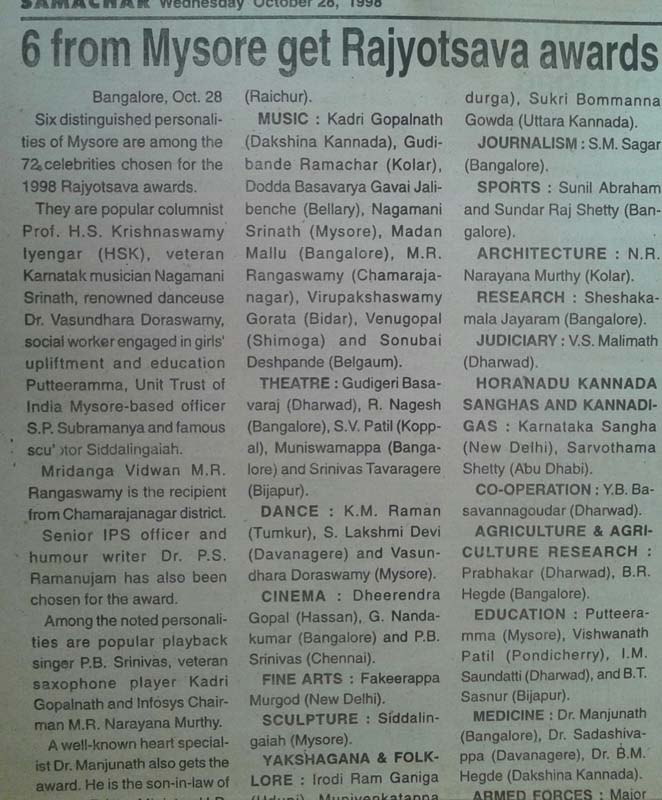 SAMACHAR Wednesday October 28, 1998
6 from Mysore get Rajyotsava awards
Bangalore, Oct. 28
Six distinguished personali-
ties of Mysore are among the
72 celebrities chosen for the
1998 Rajyotsava awards.
They are popular columnist
Prof. H.S. Krishnaswamy
Iyengar (HSK), veteran
Karnatak musician Nagamani
Srinath, renowned danceuse
Dr. Vasundhara Doraswamy,
social worker engaged in girls'
upliftment and education
Putteeramma, Unit Trust of
India Mysore-based officer
S.P. Subramanya and famous
scu' tor Siddalingaiah.
Mridanga Vidwan M.R.
Rangaswamy is the recipient
from Chamarajanagar district.
Senior IPS officer and
humour writer Dr. P.S.
Ramanujam has also been
chosen for the award.
Among the noted personali-
ties are popular playback
singer P.B. Srinivas, veteran
saxophone player Kadri
Gopalnath and Infosys Chair-
man M.R. Narayana Murthy.
A well-known heart special-
ist Dr. Manjunath also gets the
award. He is the son-in-law of
(Raichur).
MUSIC : Kadri Gopalnath
(Dakshina Kannada), Gudi-
bande Ramachar (Kolar),
Dodda Basavarya Gavai Jali-
benche (Bellary), Nagamani
Srinath (Mysore), Madan
Mallu (Bangalore), M.R.
Rangaswamy (Chamaraja-
nagar), Virupakshaswamy
Gorata (Bidar), Venugopal
(Shimoga) and Sonubai
Deshpande (Belgaum).
THEATRE : Gudigeri Basa-
varaj (Dharwad), R. Nagesh
(Bangalore), S.V. Patil (Kopp-
al), Muniswamappa (Banga-
lore) and Srinivas Tavaragere
(Bijapur).
DANCE : K.M. Raman
(Tumkur), S. Lakshmi Devi
(Davanagere) and Vasun-
dhara Doraswamy (Mysore).
CINEMA : Dheerendra
Gopal (Hassan), G. Nanda-
kumar (Bangalore) and P.B.
Srinivas (Chennai).
FINE ARTS : Fakeerappa
Murgod (New Delhi).
SCULPTURE : Siddalin-
gaiah (Mysore).
YAKSHAGANA & FOLK-
LORE : Irodi Ram Ganiga
(Udupi), Munivenkatappa
durga), Sukri Bommanna
Gowda (Uttara Kannada).
JOURNALISM : S.M. Sagar
(Bangalore).
SPORTS : Sunil Abraham
and Sundar Raj Shetty (Ban-
galore).
ARCHITECTURE : N.R.
Narayana Murthy (Kolar).
RESEARCH : Sheshaka-
mala Jayaram (Bangalore).
JUDICIARY : V.S. Malimath
(Dharwad).
HORANADU KANNADA
SANGHAS AND KANNADI-
GAS : Karnataka Sangha
(New Delhi), Sarvothama
Shetty (Abu Dhabi).
CO-OPERATION : Y.B. Ba-
savannagoudar (Dharwad).
AGRICULTURE & AGRI-
CULTURE RESEARCH :
Prabhakar (Dharwad), B.R.
Hegde (Bangalore).
EDUCATION : Putteera-
mma (Mysore), Vishwanath
Patil (Pondicherry), I.M.
Saundatti (Dharwad), and B.T.
Sasnur (Bijapur).
MEDICINE : Dr. Manjunath
(Bangalore), Dr. Sadashiva-
ppa (Davanagere), Dr. B.M.
Hegde (Dakshina Kannada).
ARMED FORCES : Major